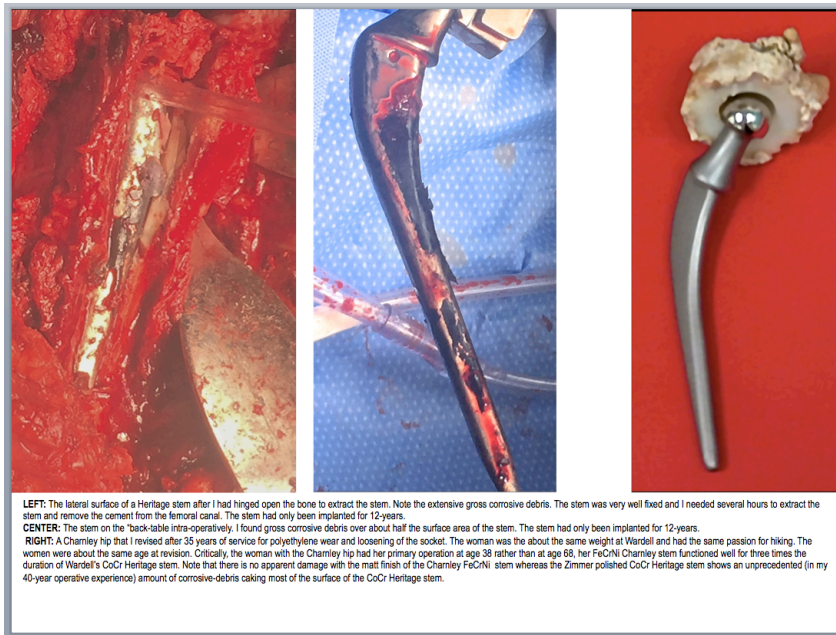 LEFT: The lateral surface of a Heritage stem after I had hinged open the bone to extract the stem. Note the extensive gross corrosive debris. The stem was very well fixed and I needed several hours to extract the
stem and remove the cement from the femoral canal. The stem had only been implanted for 12-years.
CENTER: The stem on the "back-table intra-operatively. I found gross corrosive debris over about half the surface area of the stem. The stem had only been implanted for 12-years.
RIGHT: A Charnley hip that I revised after 35 years of service for polyethylene wear and loosening of the socket. The woman was the about the same weight at Wardell and had the same passion for hiking. The
women were about the same age at revision. Critically, the woman with the Charnley hip had her primary operation at age 38 rather than at age 68, her FeCrNi Charnley stem functioned well for three times the
duration of Wardell's CoCr Heritage stem. Note that there is no apparent damage with the matt finish of the Charnley FeCrNi stem whereas the Zimmer polished CoCr Heritage stem shows an unprecedented (in my
40-year operative experience) amount of corrosive-debris caking most of the surface of the CoCr Heritage stem.